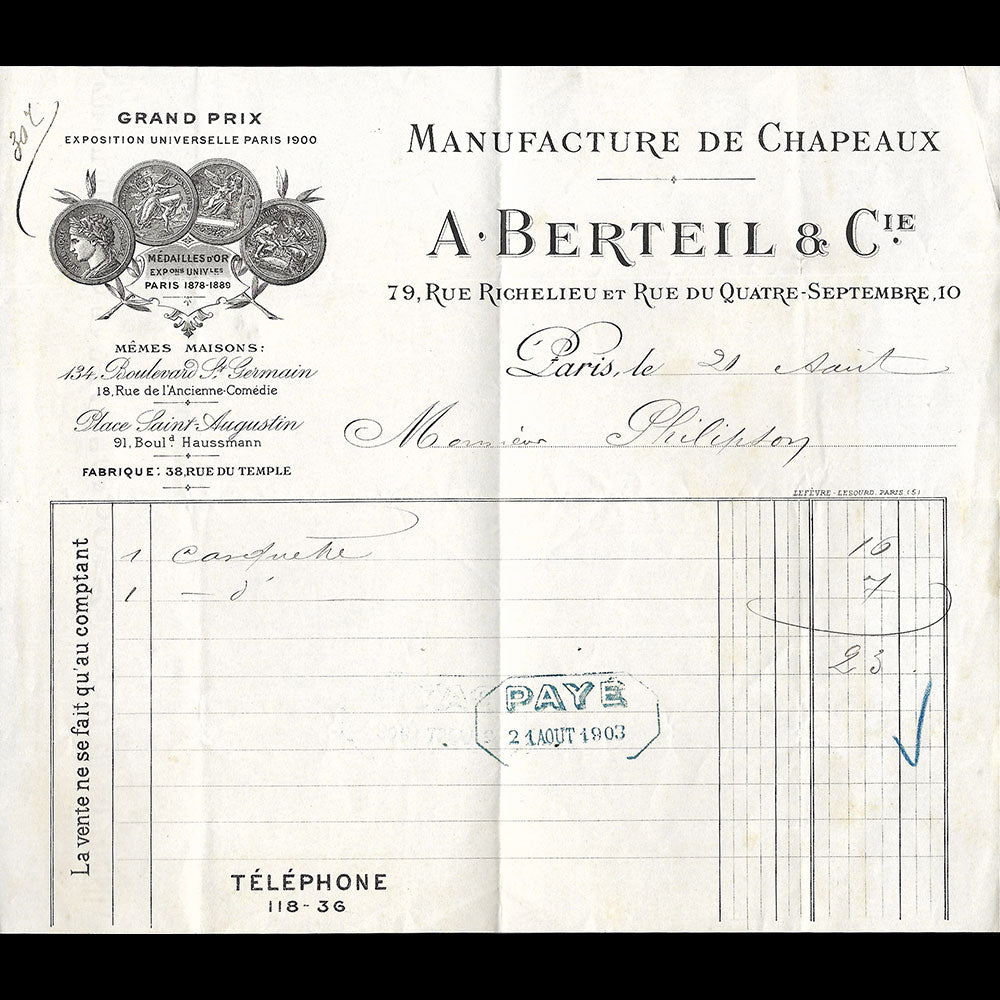 307
GRAND PRIX
EXPOSITION UNIVERSELLE PARIS 1900
MÉDAILLES D'OR
EXPONS UNIVLES
PARIS 1878-1889
MÊMES MAISONS:
134, Boulevard St Germain
18, Rue de l'Ancienne-Comédie
Place Saint-Augustin
91, Bould Haussmann
FABRIQUE: 38, RUE DU TEMPLE
MANUFACTURE DE CHAPEAUX
A. BERTEIL & CIE.
79, RUE RICHELIEU ET RUE DU QUATRE-SEPTEMBRE, 10
Paris, le 21 Aout
Monsieur Philipson
LEFÈVRE-LESOURD. PARIS (5)
La vente ne se fait qu'au comptant
1 casquette 16
1 — d° 7
23
PAYÉ
21 AOUT 1903
TÉLÉPHONE
118-36